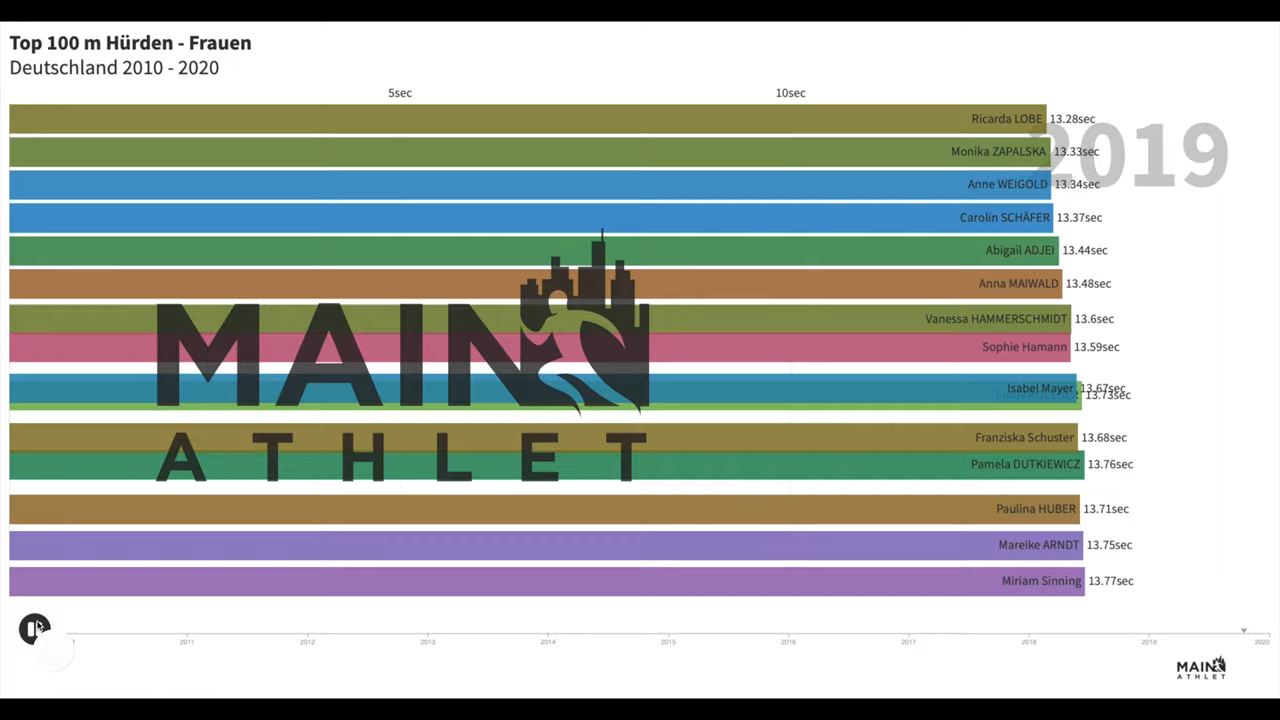 Top 100 m Hürden - Frauen
Deutschland 2010 - 2020
5sec 10sec
Ricarda LOBE 13.28sec
2019
Monika ZAPALSKA 13.33sec
Anne WEIGOLD 13.34sec
Carolin SCHÄFER 13.37sec
Abigail ADJEI 13.44sec
Anna MAIWALD 13.48sec
Vanessa HAMMERSCHMIDT 13.6sec
Sophie Hamann 13.59sec
Isabel Mayer 13.67sec
13.73sec
Franziska Schuster 13.68sec
Pamela DUTKIEWICZ 13.76sec
Paulina HUBER 13.71sec
Mareike ARNDT 13.75sec
Miriam Sinning 13.77sec
MAIN
ATHLET
2011 2012 2013 2014 2015 2016 2017 2018 2019 2020
MAIN
ATHLET